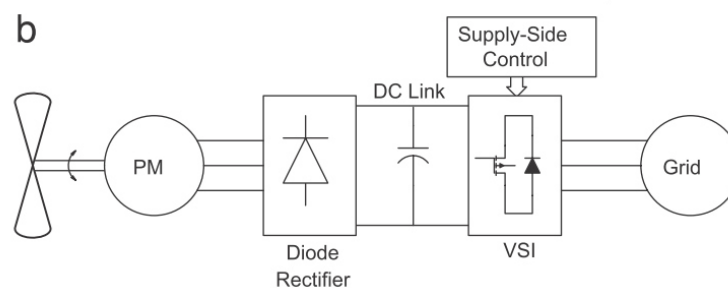 b
Supply-Side
Control
DC Link
PM
Grid
Diode
Rectifier
VSI